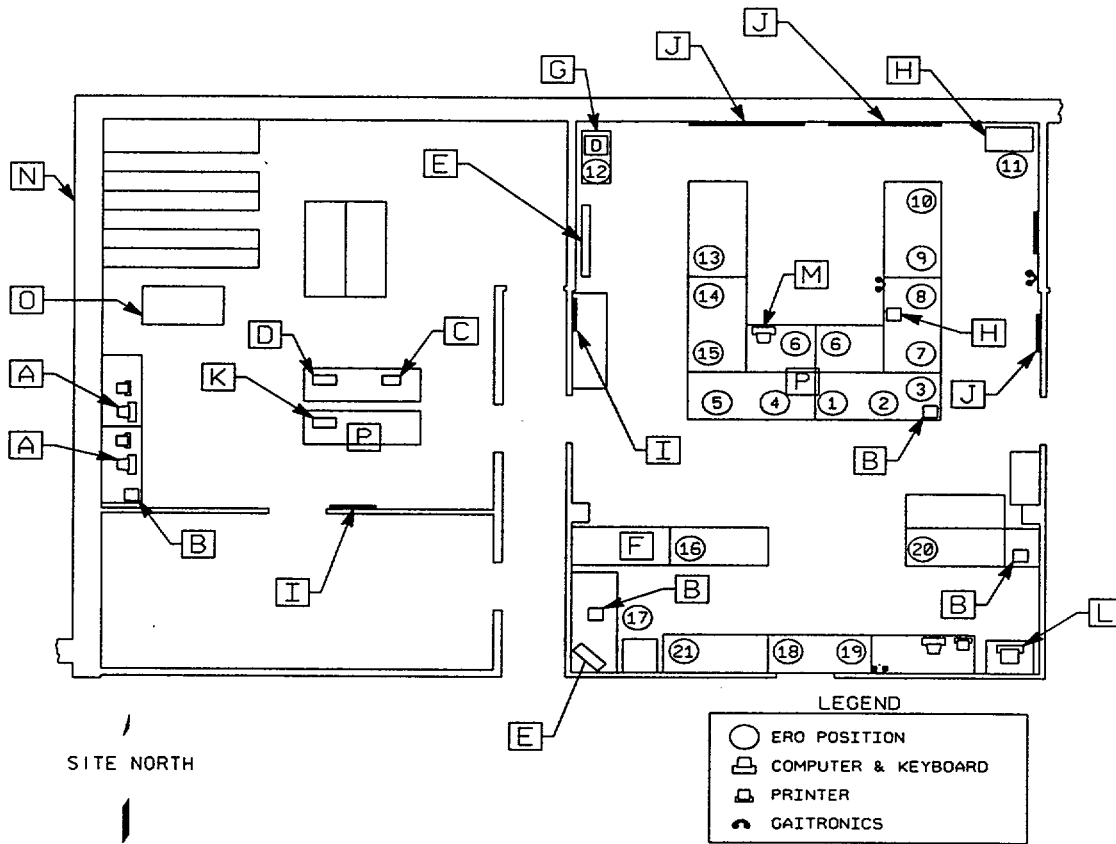 J
J
G
H
D
12
11
N
E
10
13
9
M
O
14
8
D
C
H
A
K
15
6
6
7
P
3
5
4
1
2
J
A
P
I
B
B
F
16
20
I
B
B
17
L
21
18
19
E
LEGEND
ERO POSITION
SITE NORTH
COMPUTER & KEYBOARD
PRINTER
GAITRONICS